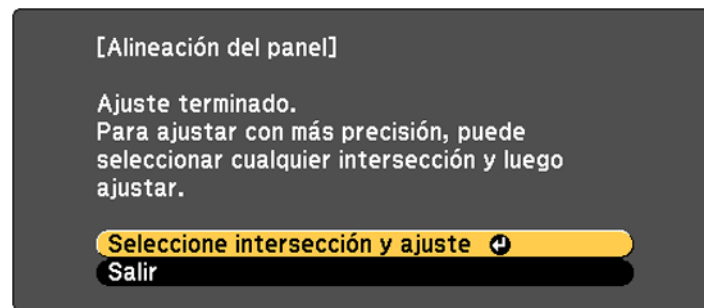 [Alineación del panel]
Ajuste terminado.
Para ajustar con más precisión, puede
seleccionar cualquier intersección y luego
ajustar.
Seleccione intersección y ajuste
Salir